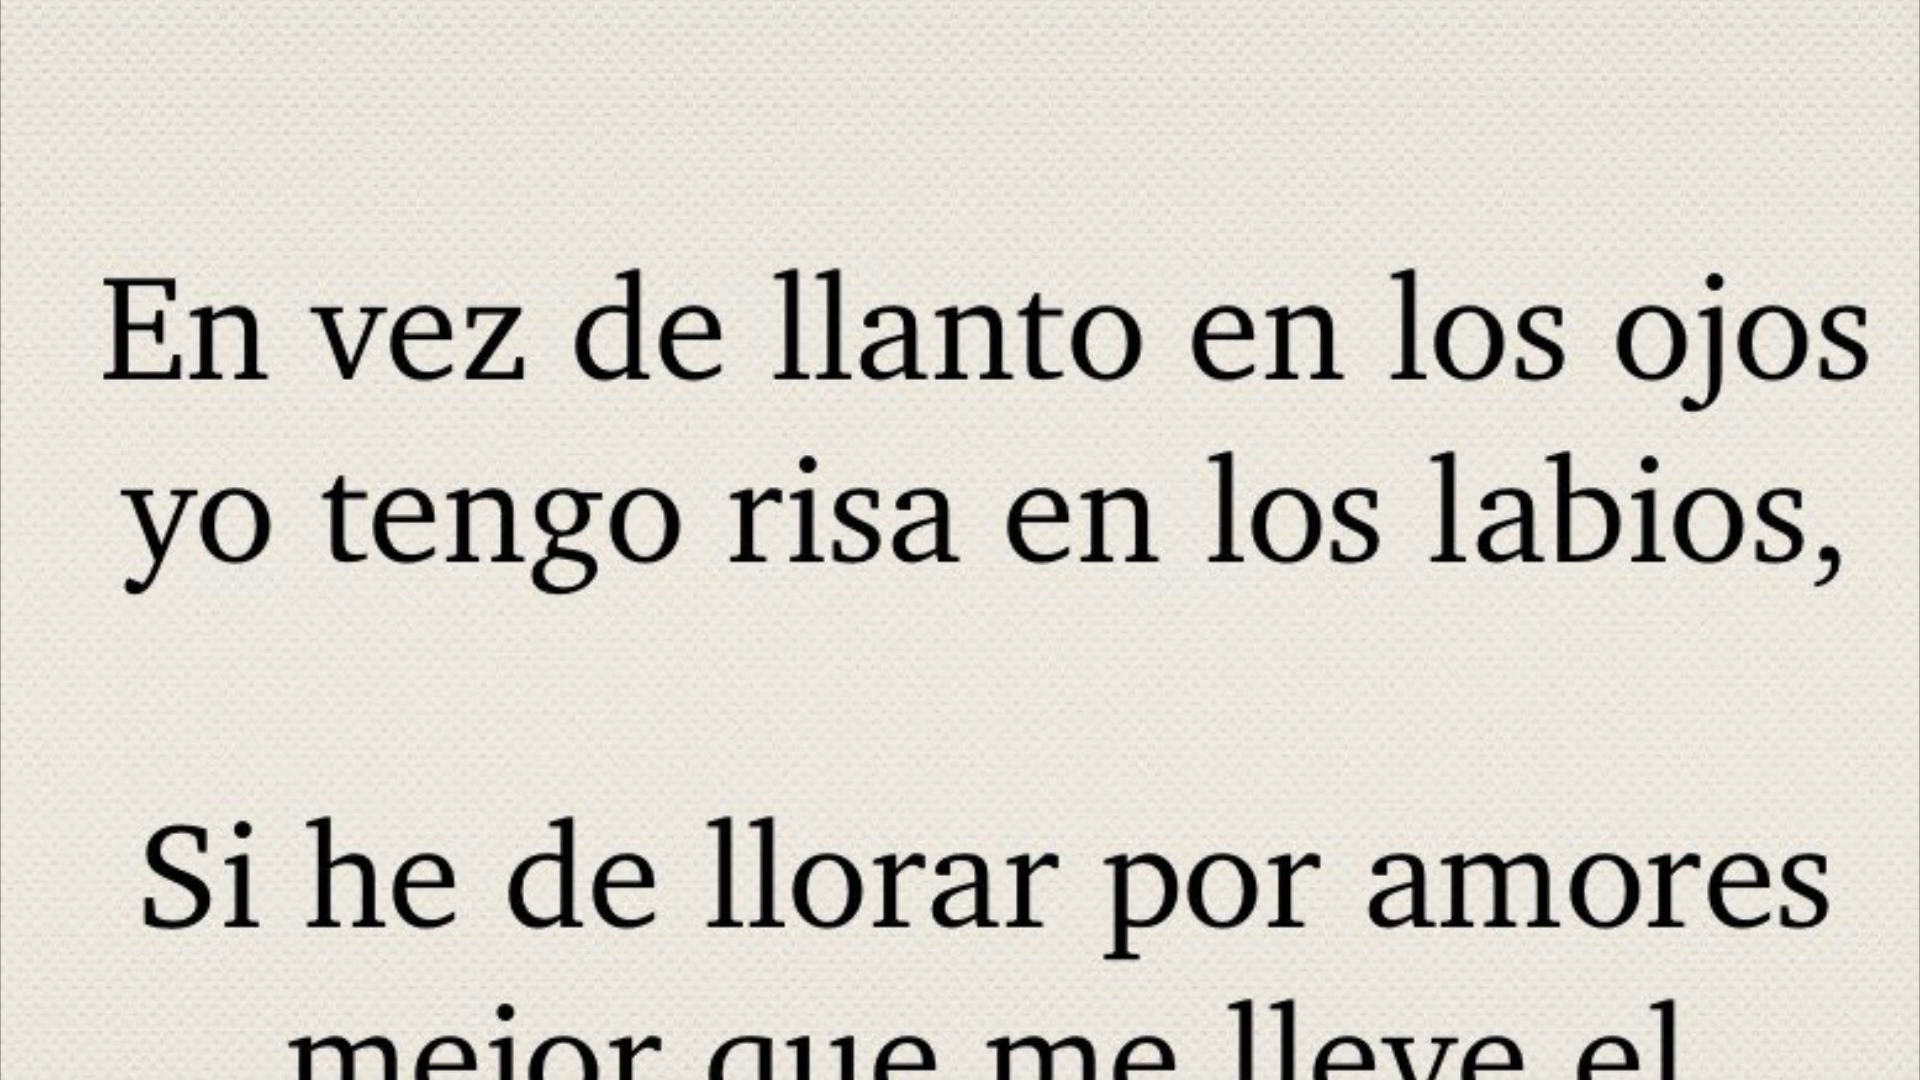 En vez de llanto en los ojos
yo tengo risa en los labios,
Si he de llorar por amores
mejor que me lleve el